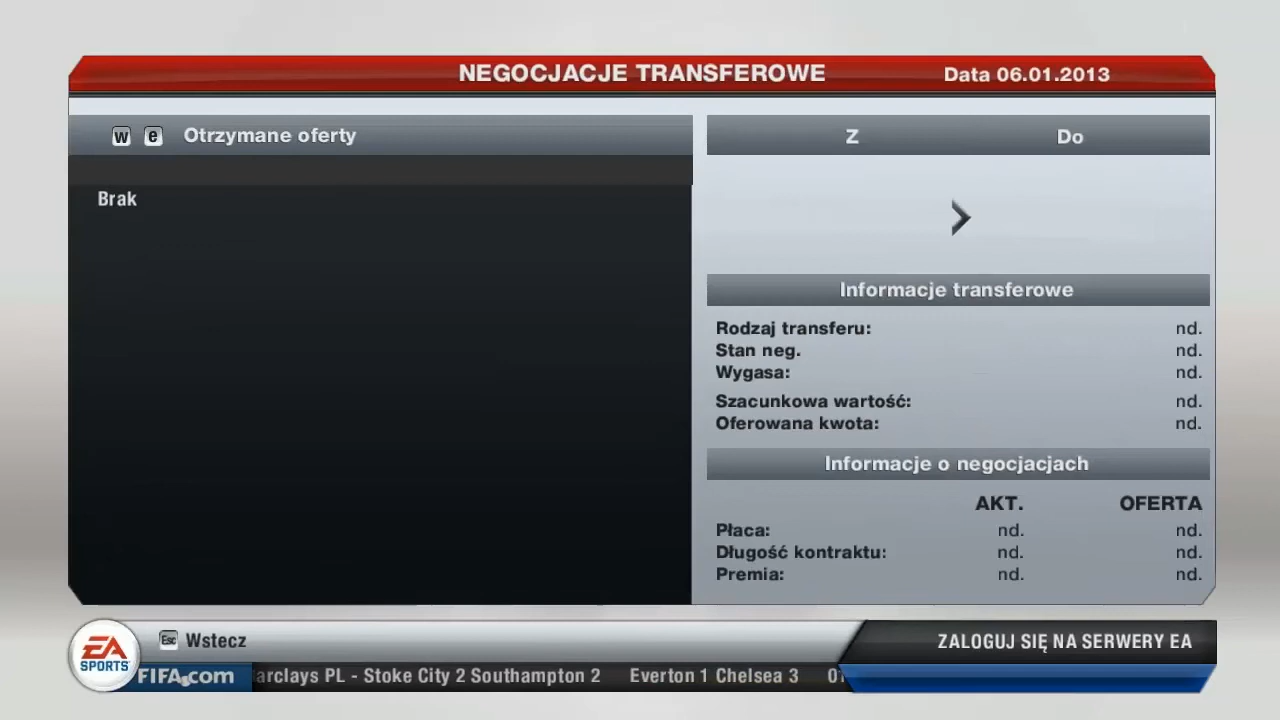 NEGOCJACJE TRANSFEROWE Data 06.01.2013
w e Otrzymane oferty
Brak
Z Do
Informacje transferowe
Rodzaj transferu: nd.
Stan neg. nd.
Wygasa: nd.
Szacunkowa wartość: nd.
Oferowana kwota: nd.
Informacje o negocjacjach
AKT. OFERTA
Płaca: nd. nd.
Długość kontraktu: nd. nd.
Premia: nd. nd.
EA SPORTS
Esc Wstecz
ZALOGUJ SIĘ NA SERWERY EA
FIFA.com arclays PL - Stoke City 2 Southampton 2 Everton 1 Chelsea 3